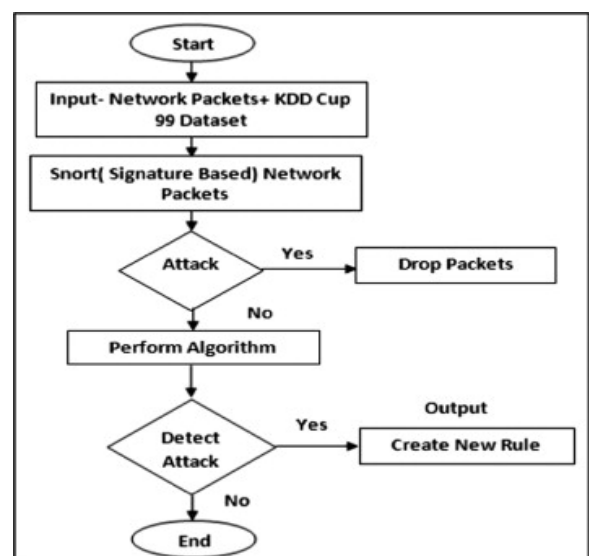 Start
Input- Network Packets+ KDD Cup
99 Dataset
Snort( Signature Based) Network
Packets
Attack
Yes
Drop Packets
No
Perform Algorithm
Output
Yes
Detect
Attack
Create New Rule
No
End